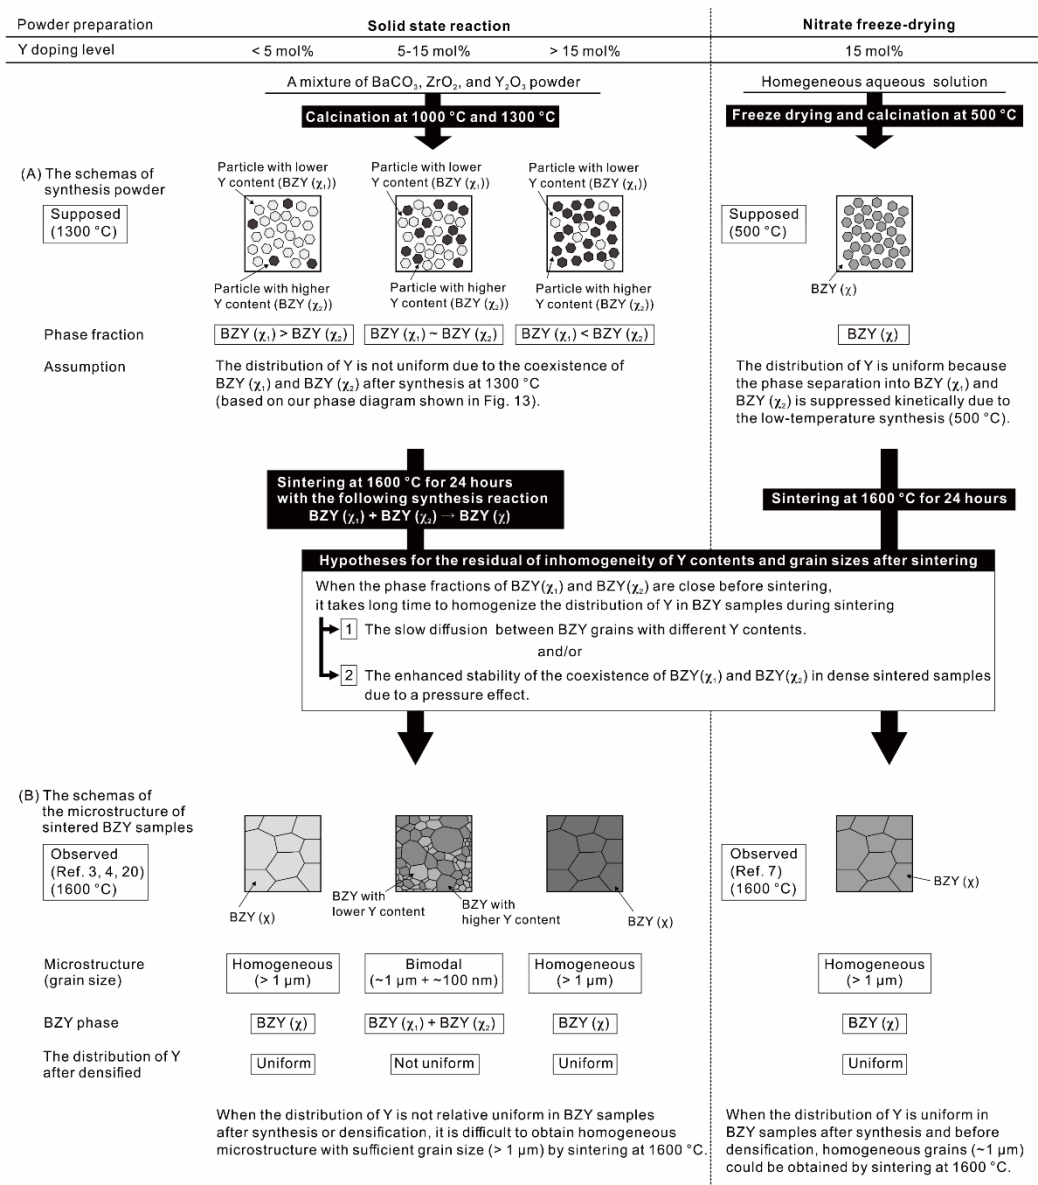 Powder preparation
Solid state reaction
Nitrate freeze-drying
Y doping level
< 5 mol%
5-15 mol%
> 15 mol%
15 mol%
A mixture of BaCO₃, ZrO₂, and Y₂O₃ powder
Homegeneous aqueous solution
Calcination at 1000 °C and 1300 °C
Freeze drying and calcination at 500°C
(A) The schemas of
synthesis powder
Supposed
(1300 °C)
Particle with lower
Y content (BZY (χ₁))
Particle with lower
Y content (BZY (χ₁))
Particle with lower
Y content (BZY (χ₁))
Particle with higher
Y content (BZY (χ₂))
Particle with higher
Y content (BZY (χ₂))
Particle with higher
Y content (BZY (χ₂))
Supposed
(500 °C)
BZY (χ)
Phase fraction
BZY (χ₁) > BZY (χ₂)
BZY (χ₁) ~ BZY (χ₂)
BZY (χ₁) < BZY (χ₂)
BZY (χ)
Assumption
The distribution of Y is not uniform due to the coexistence of
BZY (χ₁) and BZY (χ₂) after synthesis at 1300 °C
(based on our phase diagram shown in Fig. 13).
The distribution of Y is uniform because
the phase separation into BZY (χ₁) and
BZY (χ₂) is suppressed kinetically due to
the low-temperature synthesis (500 °C).
Sintering at 1600 °C for 24 hours
with the following synthesis reaction
BZY (χ₁) + BZY (χ₂) → BZY (χ)
Sintering at 1600 °C for 24 hours
Hypotheses for the residual of inhomogeneity of Y contents and grain sizes after sintering
When the phase fractions of BZY(χ₁) and BZY(χ₂) are close before sintering,
it takes long time to homogenize the distribution of Y in BZY samples during sintering
1 The slow diffusion between BZY grains with different Y contents.
and/or
2 The enhanced stability of the coexistence of BZY(χ₁) and BZY(χ₂) in dense sintered samples
due to a pressure effect.
(B) The schemas of
the microstructure of
sintered BZY samples
Observed
(Ref. 3, 4, 20)
(1600 °C)
BZY (χ)
BZY with
lower Y content
BZY with
higher Y content
BZY (χ)
Observed
(Ref. 7)
(1600 °C)
BZY (χ)
Microstructure
(grain size)
Homogeneous
(> 1 μm)
Bimodal
(~1 μm + ~100 nm)
Homogeneous
(> 1 μm)
Homogeneous
(> 1 μm)
BZY phase
BZY (χ)
BZY (χ₁) + BZY (χ₂)
BZY (χ)
BZY (χ)
The distribution of Y
after densified
Uniform
Not uniform
Uniform
Uniform
When the distribution of Y is not relative uniform in BZY samples
after synthesis or densification, it is difficult to obtain homogeneous
microstructure with sufficient grain size (> 1 μm) by sintering at 1600 °C.
When the distribution of Y is uniform in
BZY samples after synthesis and before
densification, homogeneous grains (~1 μm)
could be obtained by sintering at 1600 °C.